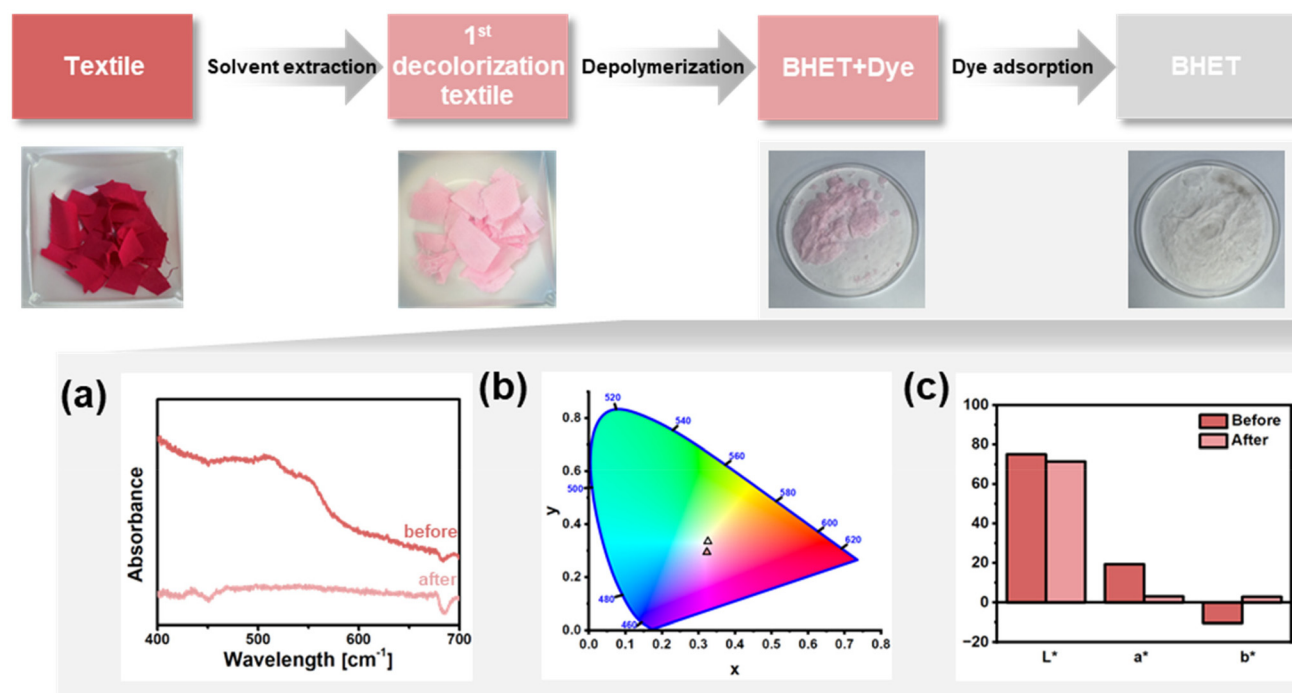 Textile
Solvent extraction
1st
decolorization
textile
Depolymerization
BHET+Dye
Dye adsorption
BHET
(a)
Absorbance
before
after
400
500
600
700
Wavelength [cm-1]
(b)
y
0.8
0.6
0.4
0.2
0.0
520
540
560
500
580
600
620
480
460
0.0
0.1
0.2
0.3
0.4
0.5
0.6
0.7
0.8
x
(c)
100
80
60
40
20
0
−20
Before
After
L*
a*
b*